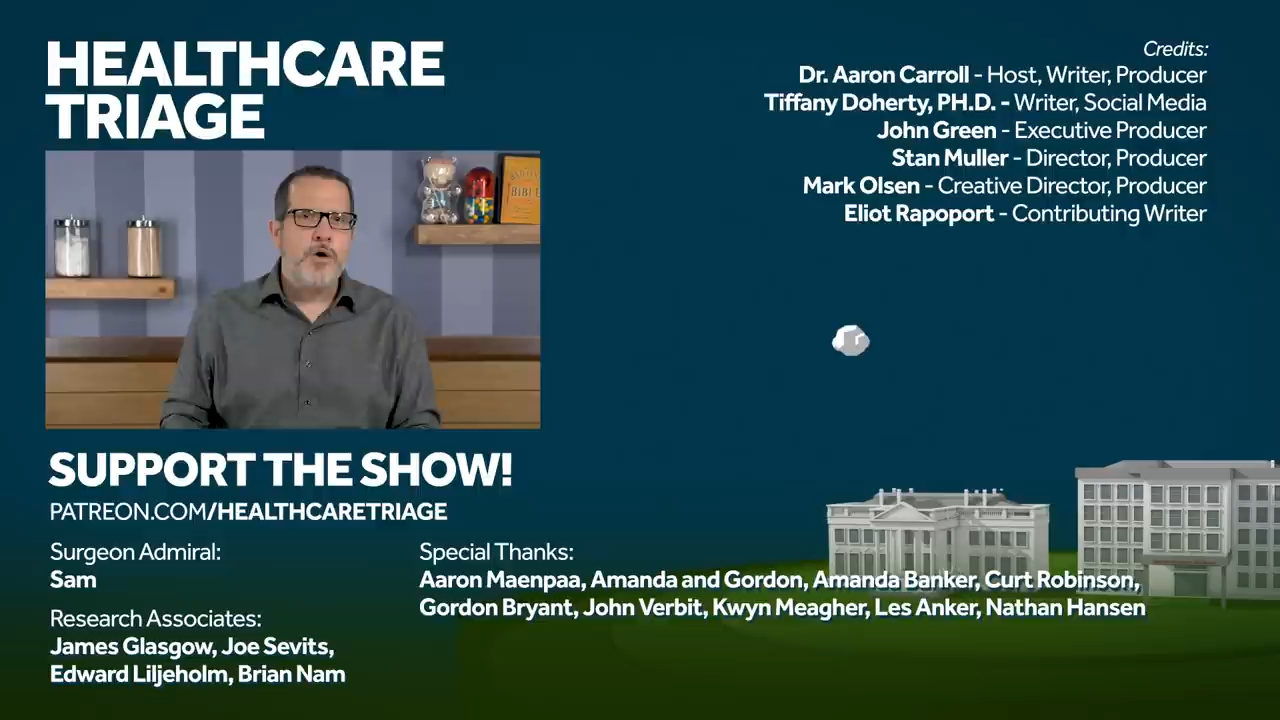 HEALTHCARE
TRIAGE
Credits:
Dr. Aaron Carroll - Host, Writer, Producer
Tiffany Doherty, PH.D. - Writer, Social Media
John Green - Executive Producer
Stan Muller - Director, Producer
Mark Olsen - Creative Director, Producer
Eliot Rapoport - Contributing Writer
BIBLE
SUPPORT THE SHOW!
PATREON.COM/HEALTHCARETRIAGE
Surgeon Admiral:
Sam
Research Associates:
James Glasgow, Joe Sevits,
Edward Liljeholm, Brian Nam
Special Thanks:
Aaron Maenpaa, Amanda and Gordon, Amanda Banker, Curt Robinson,
Gordon Bryant, John Verbit, Kwyn Meagher, Les Anker, Nathan Hansen